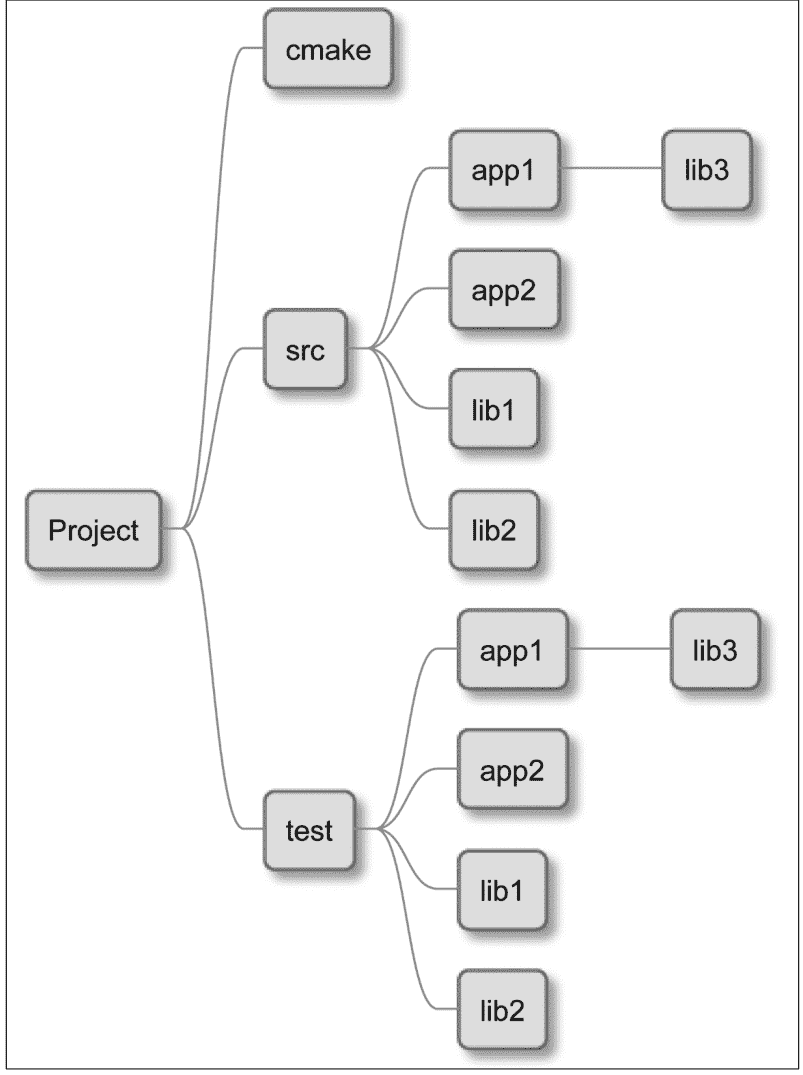 cmake
app1
lib3
app2
src
lib1
Project
lib2
app1
lib3
app2
test
lib1
lib2